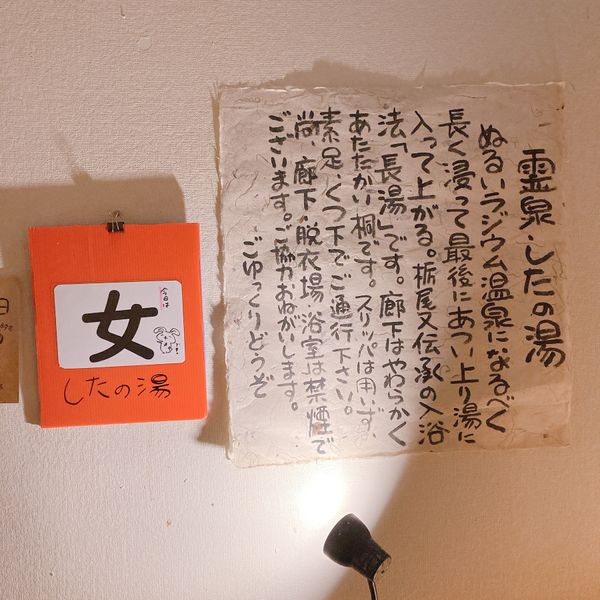 霊泉・したの湯
ぬるいラジウム温泉になるべく
長く浸って最後にあつい上り湯に
入って上がる。栃尾又伝承の入浴
法「長湯」です。廊下はやわらかく
あたたかい桐です。スリッパは用いず、
素足、くつ下でご通行下さい。
尚、廊下、脱衣場、浴室は禁煙で
ございます。ご協力おねがいします。
ごゆっくりどうぞ
今日は
女
したの湯
日